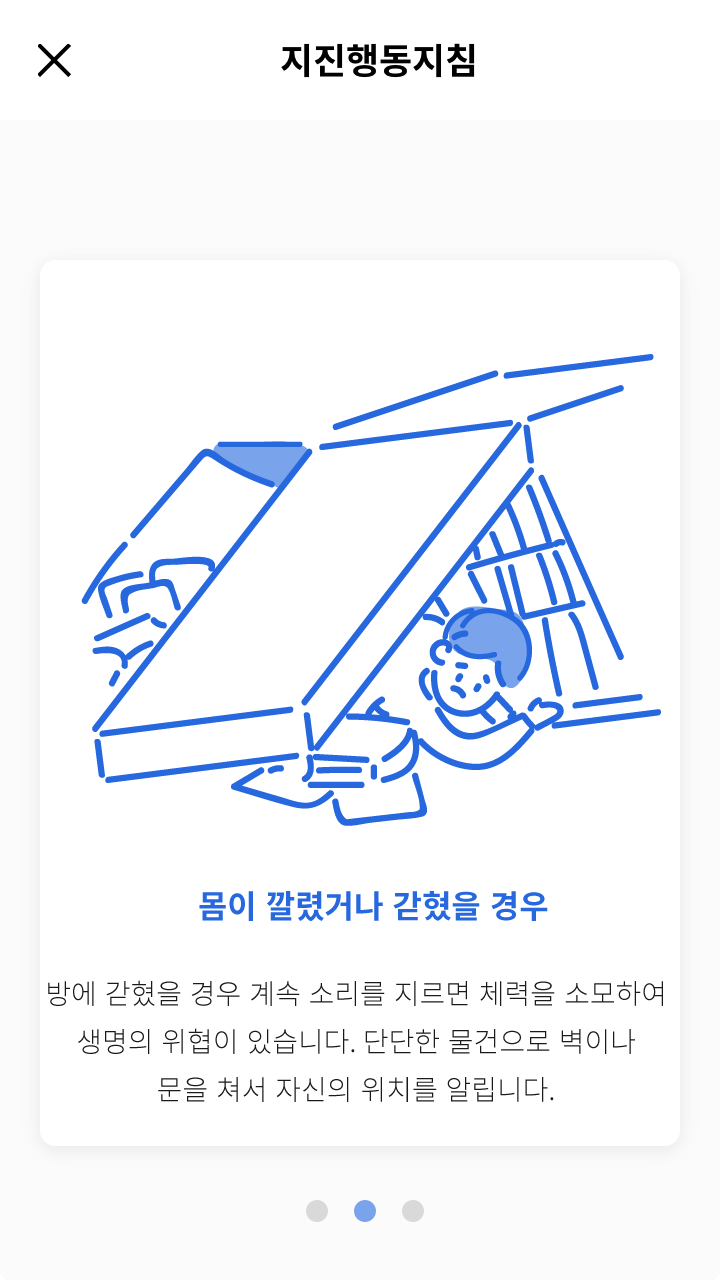 지진행동지침
몸이 깔렸거나 갇혔을 경우
방에 갇혔을 경우 계속 소리를 지르면 체력을 소모하여
생명의 위협이 있습니다. 단단한 물건으로 벽이나
문을 쳐서 자신의 위치를 알립니다.